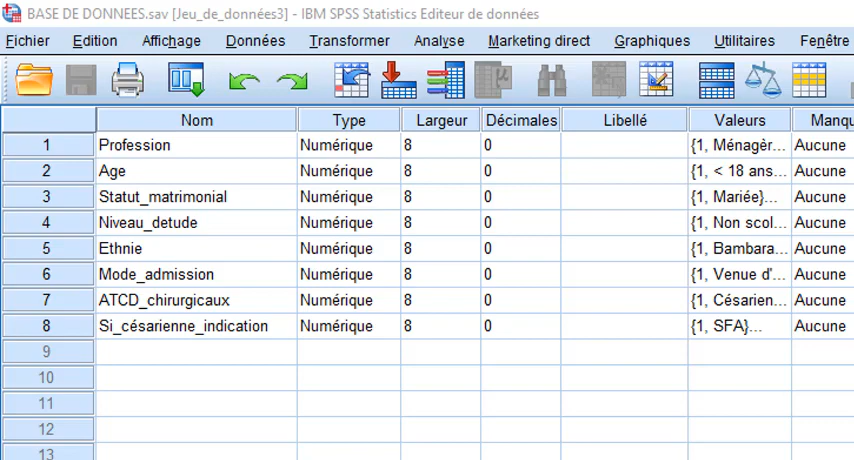 BASE DE DONNEES.sav [Jeu_de_données3] - IBM SPSS Statistics Editeur de données
Fichier Edition Affichage Données Transformer Analyse Marketing direct Graphiques Utilitaires Fenêtre
Nom Type Largeur Décimales Libellé Valeurs Manqu
1 Profession Numérique 8 0 {1, Ménagèr... Aucune
2 Age Numérique 8 0 {1, < 18 ans... Aucune
3 Statut_matrimonial Numérique 8 0 {1, Mariée}... Aucune
4 Niveau_detude Numérique 8 0 {1, Non scol... Aucune
5 Ethnie Numérique 8 0 {1, Bambara... Aucune
6 Mode_admission Numérique 8 0 {1, Venue d'... Aucune
7 ATCD_chirurgicaux Numérique 8 0 {1, Césarien... Aucune
8 Si_césarienne_indication Numérique 8 0 {1, SFA}... Aucune
9
10
11
12
13